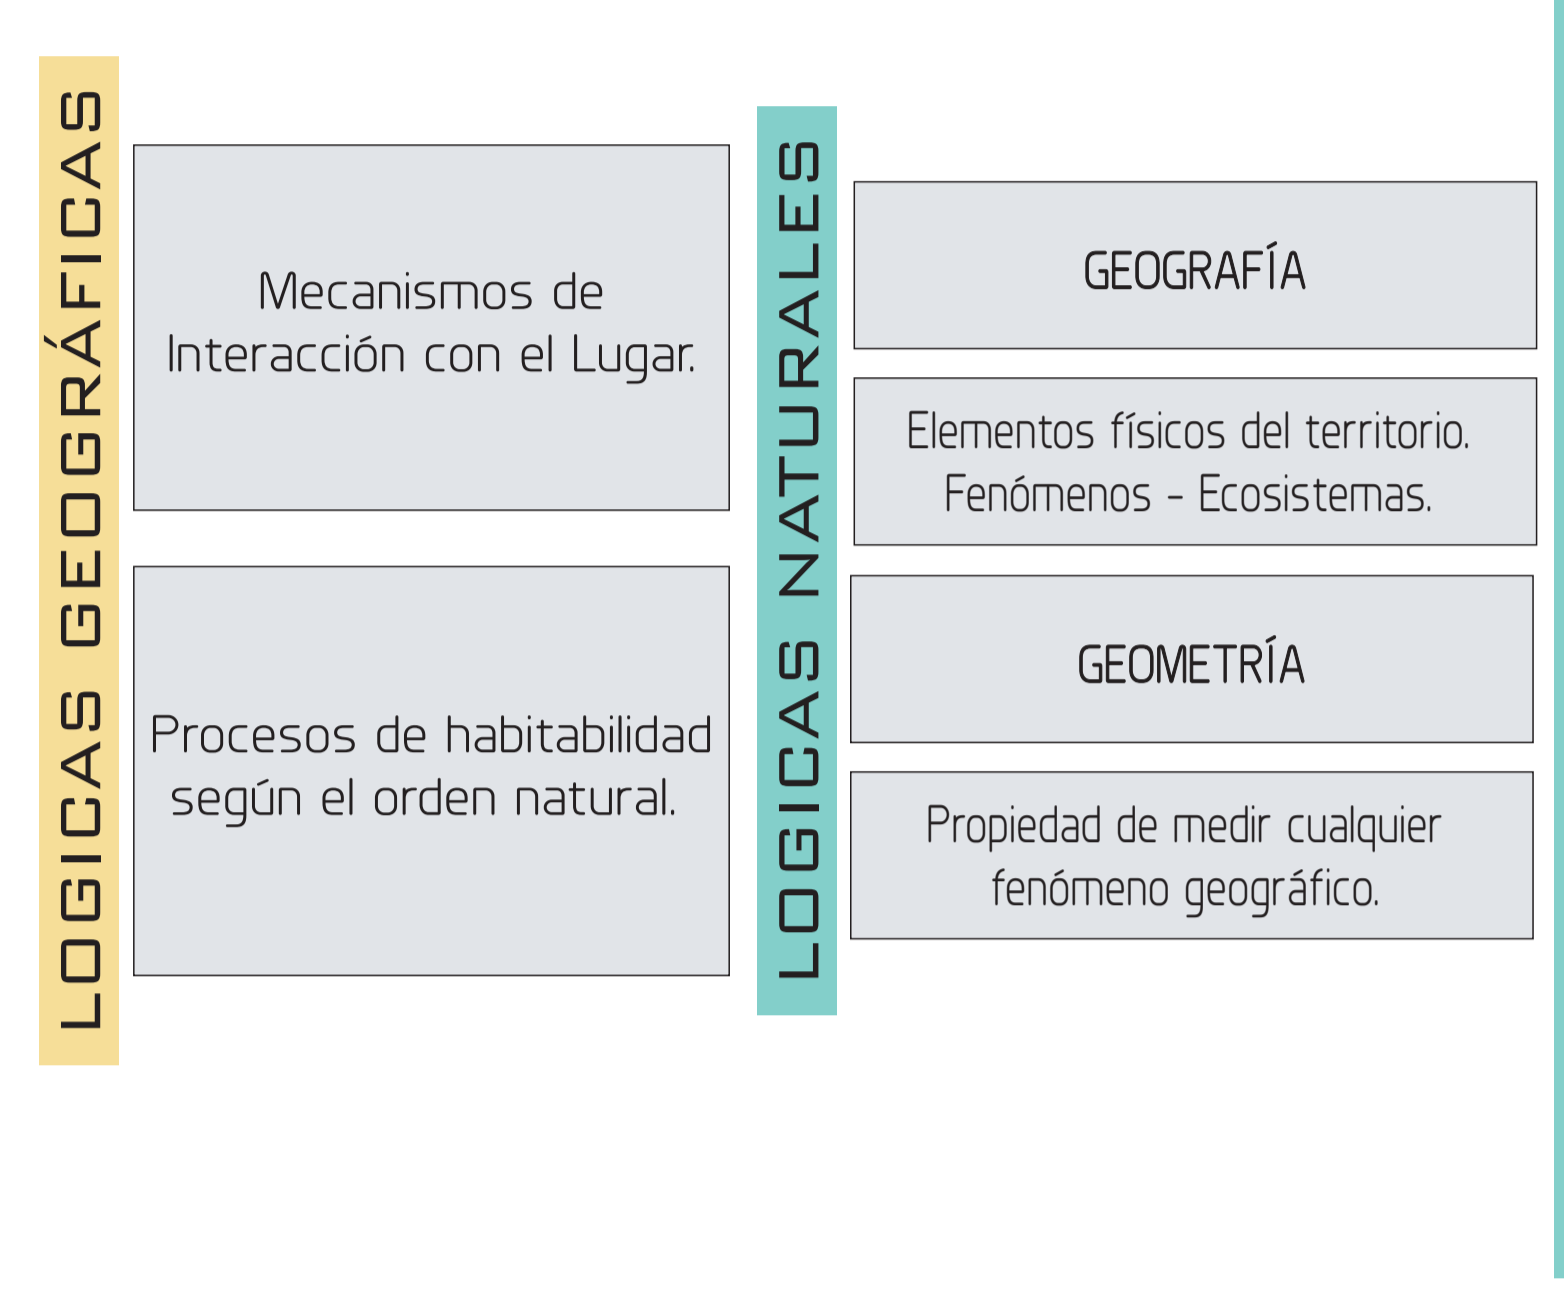 LOGICAS GEOGRÁFICAS
Mecanismos de
Interacción con el Lugar.
Procesos de habitabilidad
según el orden natural.
LOGICAS NATURALES
GEOGRAFÍA
Elementos físicos del territorio.
Fenómenos - Ecosistemas.
GEOMETRÍA
Propiedad de medir cualquier
fenómeno geográfico.